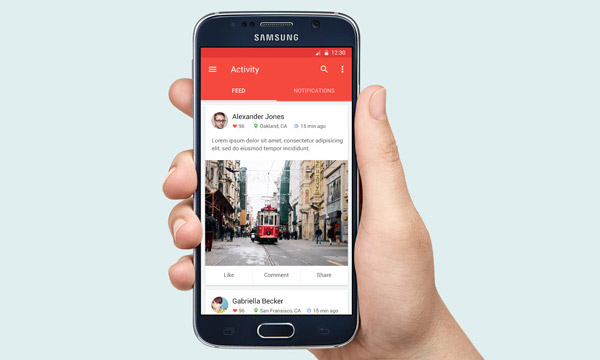 SAMSUNG
12:30
Activity
FEED NOTIFICATIONS
Alexander Jones
96 Oakland, CA 15 min ago
Lorem ipsum dolor sit amet, consectetur adipisicing
elit, sed do eiusmod tempor incididunt.
Like Comment Share
Gabriella Becker
96 San Fransisco, CA 15 min ago